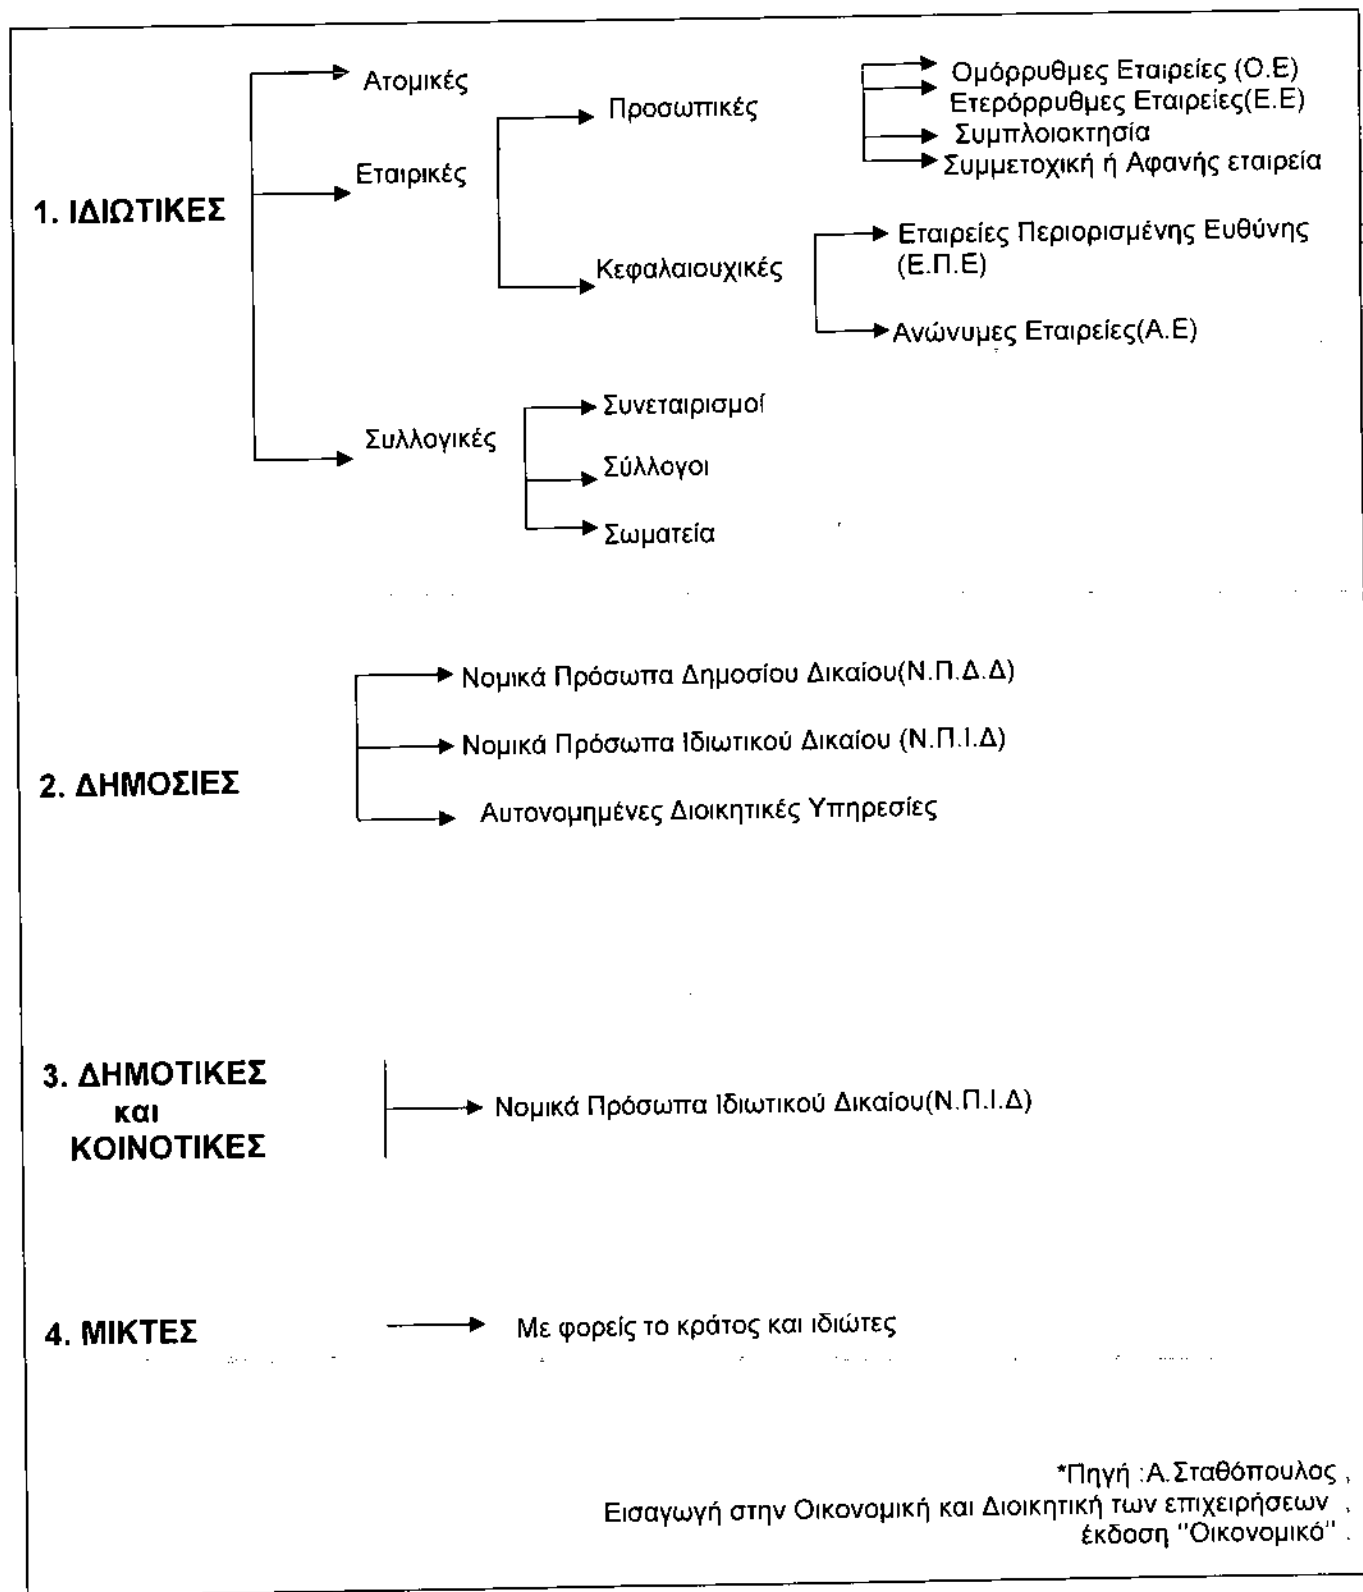 1. ΙΔΙΩΤΙΚΕΣ
Ατομικές
Εταιρικές
Προσωπικές
Ομόρρυθμες Εταιρείες (Ο.Ε)
Ετερόρρυθμες Εταιρείες(Ε.Ε)
Συμπλοιοκτησία
Συμμετοχική ή Αφανής εταιρεία
Κεφαλαιουχικές
Εταιρείες Περιορισμένης Ευθύνης
(Ε.Π.Ε)
Ανώνυμες Εταιρείες(Α.Ε)
Συλλογικές
Συνεταιρισμοί
Σύλλογοι
Σωματεία
2. ΔΗΜΟΣΙΕΣ
Νομικά Πρόσωπα Δημοσίου Δικαίου(Ν.Π.Δ.Δ)
Νομικά Πρόσωπα Ιδιωτικού Δικαίου (Ν.Π.Ι.Δ)
Αυτονομημένες Διοικητικές Υπηρεσίες
3. ΔΗΜΟΤΙΚΕΣ
και
ΚΟΙΝΟΤΙΚΕΣ
Νομικά Πρόσωπα Ιδιωτικού Δικαίου(Ν.Π.Ι.Δ)
4. ΜΙΚΤΕΣ
Με φορείς το κράτος και ιδιώτες
*Πηγή :Α.Σταθόπουλος ,
Εισαγωγή στην Οικονομική και Διοικητική των επιχειρήσεων ,
έκδοση "Οικονομικό" .